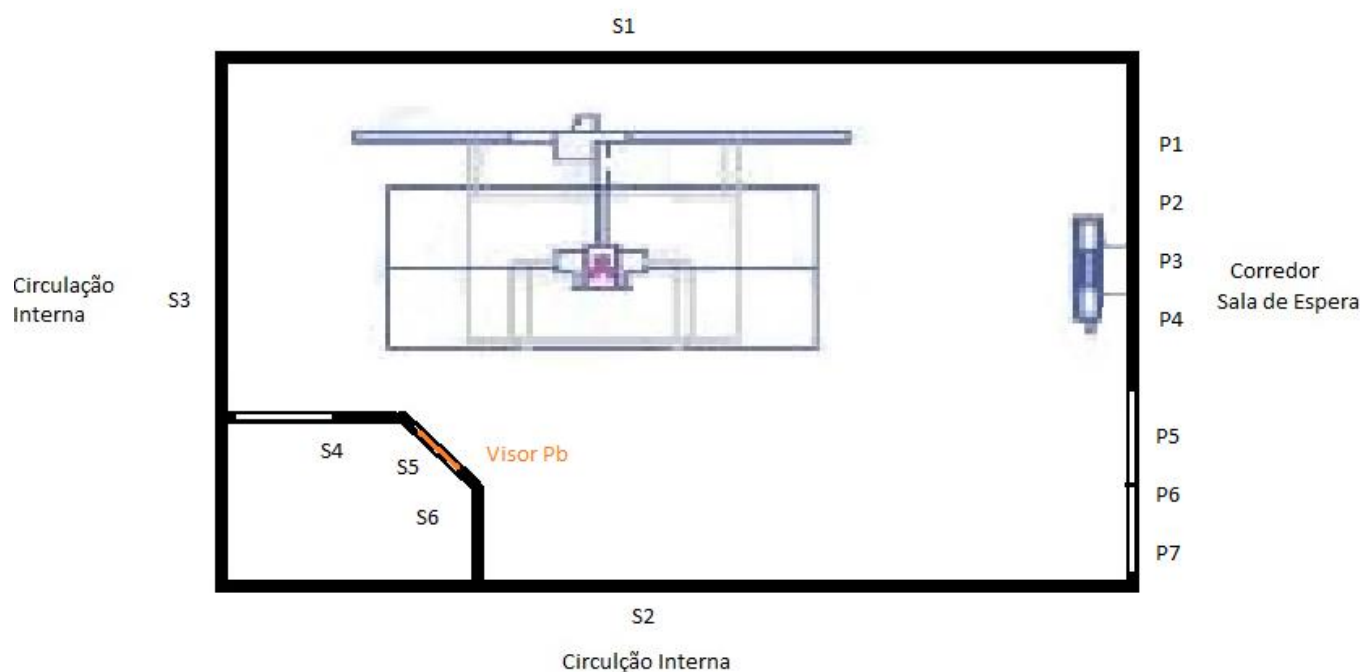 S1
P1
P2
Circulação
Interna
S3
P3
P4
Corredor
Sala de Espera
S4
S5
Visor Pb
S6
P5
P6
P7
S2
Circulção Interna